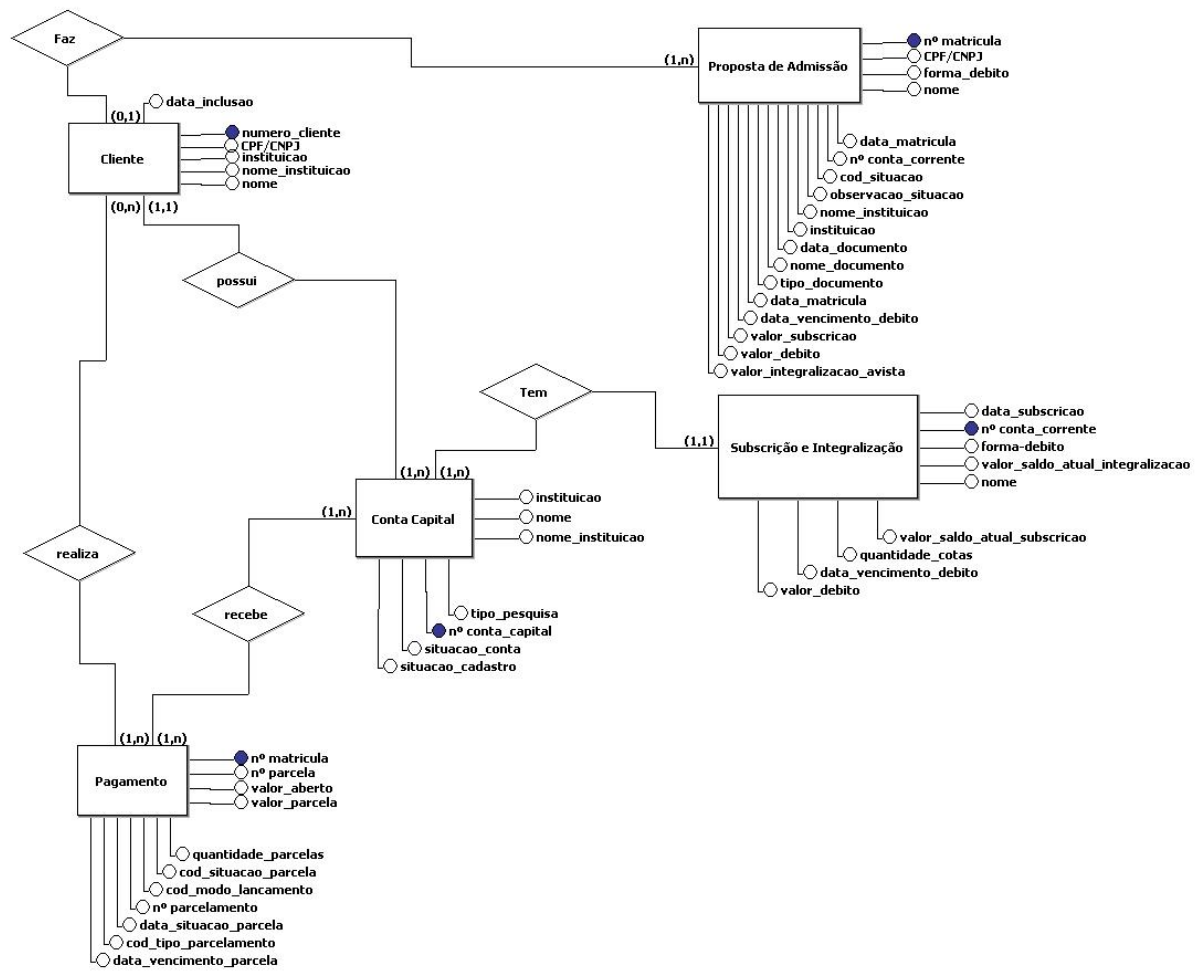 Faz
(1,n)
Proposta de Admissão
nº matricula
CPF/CNPJ
forma_debito
nome
data_matricula
nº conta_corrente
cod_situacao
observacao_situacao
nome_instituicao
instituicao
data_documento
nome_documento
tipo_documento
data_matricula
data_vencimento_debito
valor_subscricao
valor_debito
valor_integralizacao_avista
(0,1)
data_inclusao
Cliente
numero_cliente
CPF/CNPJ
instituicao
nome_instituicao
nome
(0,n)
(1,1)
possui
Tem
(1,1)
Subscrição e Integralização
data_subscricao
nº conta_corrente
forma-debito
valor_saldo_atual_integralizacao
nome
valor_saldo_atual_subscricao
quantidade_cotas
data_vencimento_debito
valor_debito
(1,n)
(1,n)
(1,n)
Conta Capital
instituicao
nome
nome_instituicao
tipo_pesquisa
nº conta_capital
situacao_conta
situacao_cadastro
realiza
recebe
(1,n)
(1,n)
Pagamento
nº matricula
nº parcela
valor_aberto
valor_parcela
quantidade_parcelas
cod_situacao_parcela
cod_modo_lancamento
nº parcelamento
data_situacao_parcela
cod_tipo_parcelamento
data_vencimento_parcela